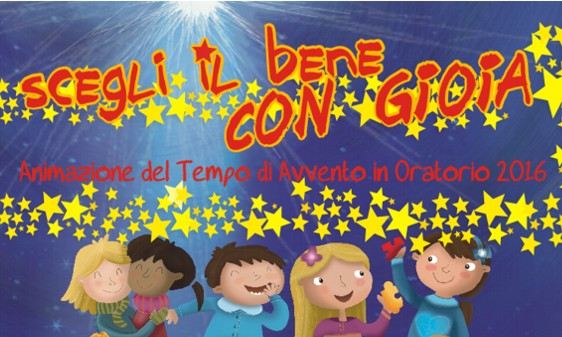 SCEGLI IL BENE
CON GIOIA
Animazione del Tempo di Avvento in Oratorio 2016